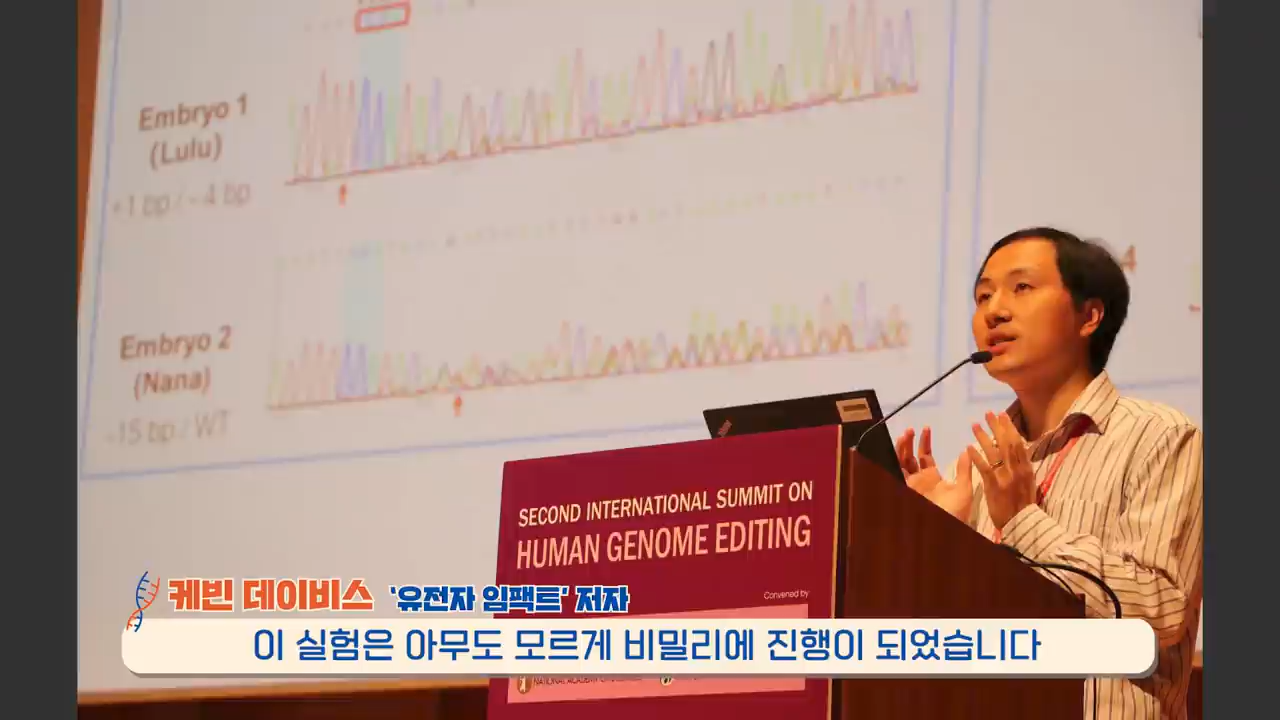 Embryo 1
(Lulu)
+1 bp / - 4 bp
Embryo 2
(Nana)
-15 bp / WT
SECOND INTERNATIONAL SUMMIT ON
HUMAN GENOME EDITING
Convened by
케빈 데이비스 '유전자 임팩트' 저자
이 실험은 아무도 모르게 비밀리에 진행이 되었습니다